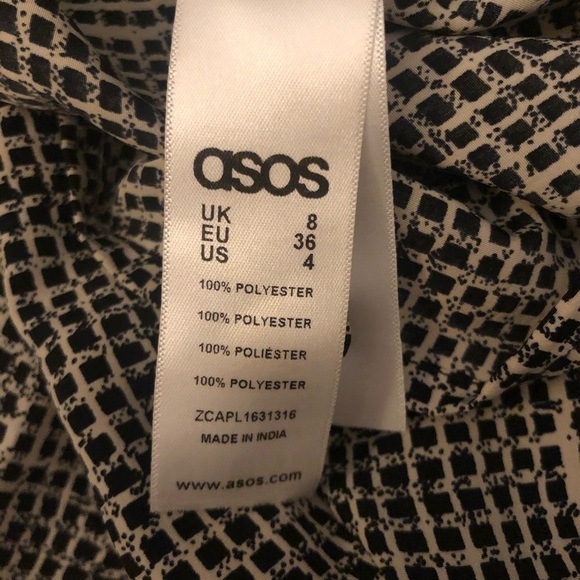 asos
UK 8
EU 36
US 4
100% POLYESTER
100% POLYESTER
100% POLIÉSTER
100% POLYESTER
ZCAPL1631316
MADE IN INDIA
www.asos.com